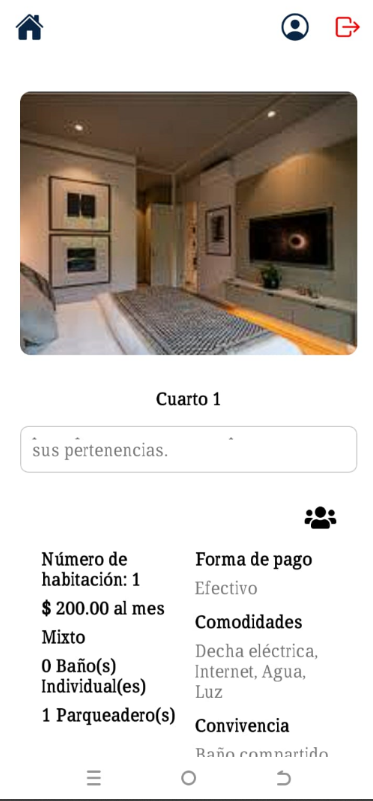 Cuarto 1
sus pertenencias.
Número de
habitación: 1
$ 200.00 al mes
Mixto
0 Baño(s)
Individual(es)
1 Parqueadero(s)
Forma de pago
Efectivo
Comodidades
Decha eléctrica,
Internet, Agua,
Luz
Convivencia
Baño compartido